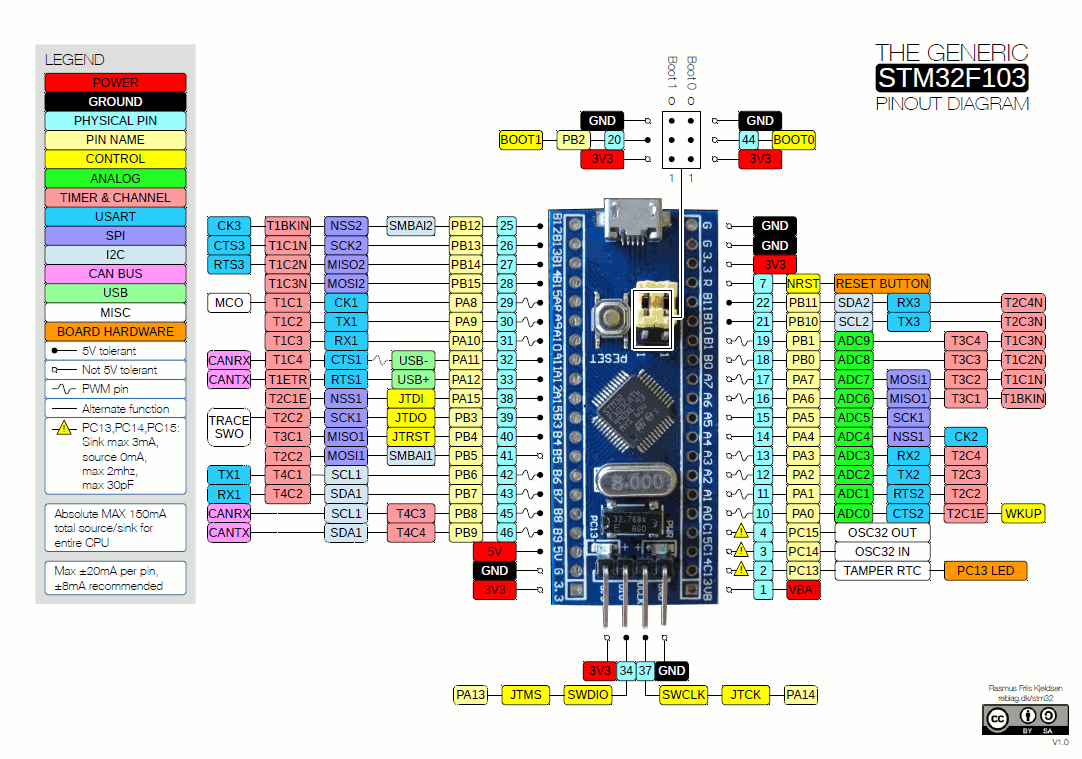 THE GENERIC
STM32F103
PINOUT DIAGRAM
LEGEND
POWER
GROUND
PHYSICAL PIN
PIN NAME
CONTROL
ANALOG
TIMER & CHANNEL
USART
SPI
I2C
CAN BUS
USB
MISC
BOARD HARDWARE
5V tolerant
Not 5V tolerant
PWM pin
Alternate function
PC13,PC14,PC15:
Sink max 3mA,
source 0mA,
max 2mhz,
max 30pF
Absolute MAX 150mA
total source/sink for
entire CPU
Max ±20mA per pin,
±8mA recommended
Boot1 Boot0
GND GND
BOOT1 PB2 20 44 BOOT0
3V3 3V3
1 1
CK3 T1BKIN NSS2 SMBAI2 PB12 25
CTS3 T1C1N SCK2 PB13 26
RTS3 T1C2N MISO2 PB14 27
T1C3N MOSI2 PB15 28
MCO T1C1 CK1 PA8 29
T1C2 TX1 PA9 30
T1C3 RX1 PA10 31
CANRX T1C4 CTS1 USB- PA11 32
CANTX T1ETR RTS1 USB+ PA12 33
T2C1E NSS1 JTDI PA15 38
TRACE
SWO
T2C2 SCK1 JTDO PB3 39
T3C1 MISO1 JTRST PB4 40
T2C2 MOSI1 SMBAI1 PB5 41
TX1 T4C1 SCL1 PB6 42
RX1 T4C2 SDA1 PB7 43
CANRX SCL1 T4C3 PB8 45
CANTX SDA1 T4C4 PB9 46
5V
GND
3V3
B12 B13 B14 B15 A8 A9 A10 A11 A12 A15 B3 B4 B5 B6 B7 B8 B9 5V G 3.3
RESET
8.000
32.768k
PC13
PWR
G G 3.3 R B11 B10 B1 B0 A7 A6 A5 A4 A3 A2 A1 A0 C15 C14 C13 VB
GND
GND
3V3
7 NRST RESET BUTTON
22 PB11 SDA2 RX3 T2C4N
21 PB10 SCL2 TX3 T2C3N
19 PB1 ADC9 T3C4 T1C3N
18 PB0 ADC8 T3C3 T1C2N
17 PA7 ADC7 MOSI1 T3C2 T1C1N
16 PA6 ADC6 MISO1 T3C1 T1BKIN
15 PA5 ADC5 SCK1
14 PA4 ADC4 NSS1 CK2
13 PA3 ADC3 RX2 T2C4
12 PA2 ADC2 TX2 T2C3
11 PA1 ADC1 RTS2 T2C2
10 PA0 ADC0 CTS2 T2C1E WKUP
4 PC15 OSC32 OUT
3 PC14 OSC32 IN
2 PC13 TAMPER RTC PC13 LED
1 VBAT
3V3 34 37 GND
PA13 JTMS SWDIO SWCLK JTCK PA14
Rasmus Friis Kjeldsen
reblag.dk/stm32
CC BY SA
V1.0